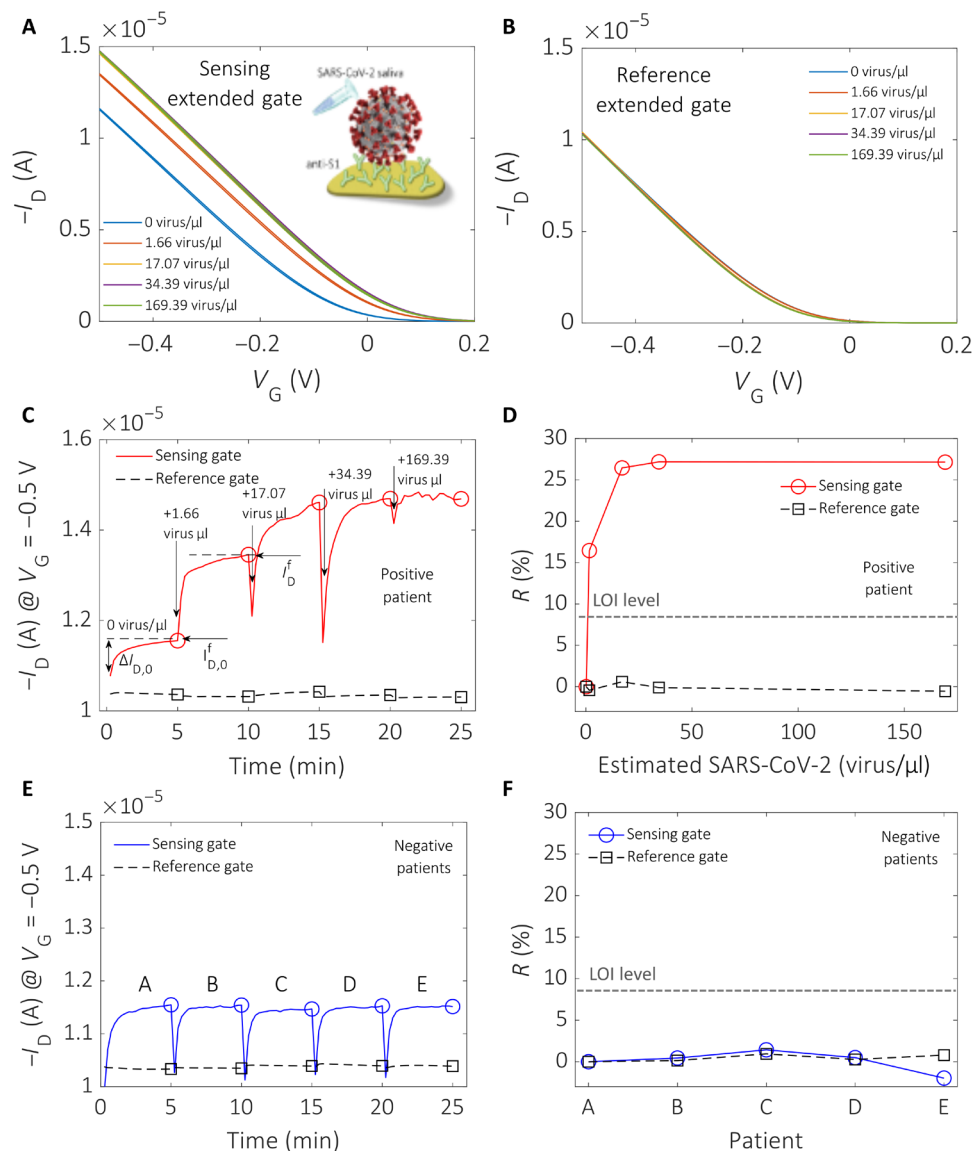 A
×10⁻⁵
1.5
1
0.5
0
−I_D (A)
−0.4
−0.2
0
0.2
V_G (V)
Sensing
extended gate
SARS-CoV-2 saliva
anti-S1
0 virus/µl
1.66 virus/µl
17.07 virus/µl
34.39 virus/µl
169.39 virus/µl
B
×10⁻⁵
1.5
1
0.5
0
−I_D (A)
−0.4
−0.2
0
0.2
V_G (V)
Reference
extended gate
0 virus/µl
1.66 virus/µl
17.07 virus/µl
34.39 virus/µl
169.39 virus/µl
C
×10⁻⁵
1.6
1.4
1.2
1
−I_D (A) @ V_G = −0.5 V
Sensing gate
Reference gate
+1.66
virus µl
+17.07
virus µl
+34.39
virus µl
+169.39
virus µl
I_D^f
Positive
patient
0 virus/µl
ΔI_D,0
I_D,0^f
0
5
10
15
20
25
Time (min)
D
30
25
20
15
10
5
0
R (%)
Sensing gate
Reference gate
Positive
patient
LOI level
0
50
100
150
Estimated SARS-CoV-2 (virus/µl)
E
×10⁻⁵
1.5
1.4
1.3
1.2
1.1
1
−I_D (A) @ V_G = −0.5 V
Sensing gate
Reference gate
Negative
patients
A
B
C
D
E
0
5
10
15
20
25
Time (min)
F
30
25
20
15
10
5
0
R (%)
Sensing gate
Reference gate
Negative
patients
LOI level
A
B
C
D
E
Patient